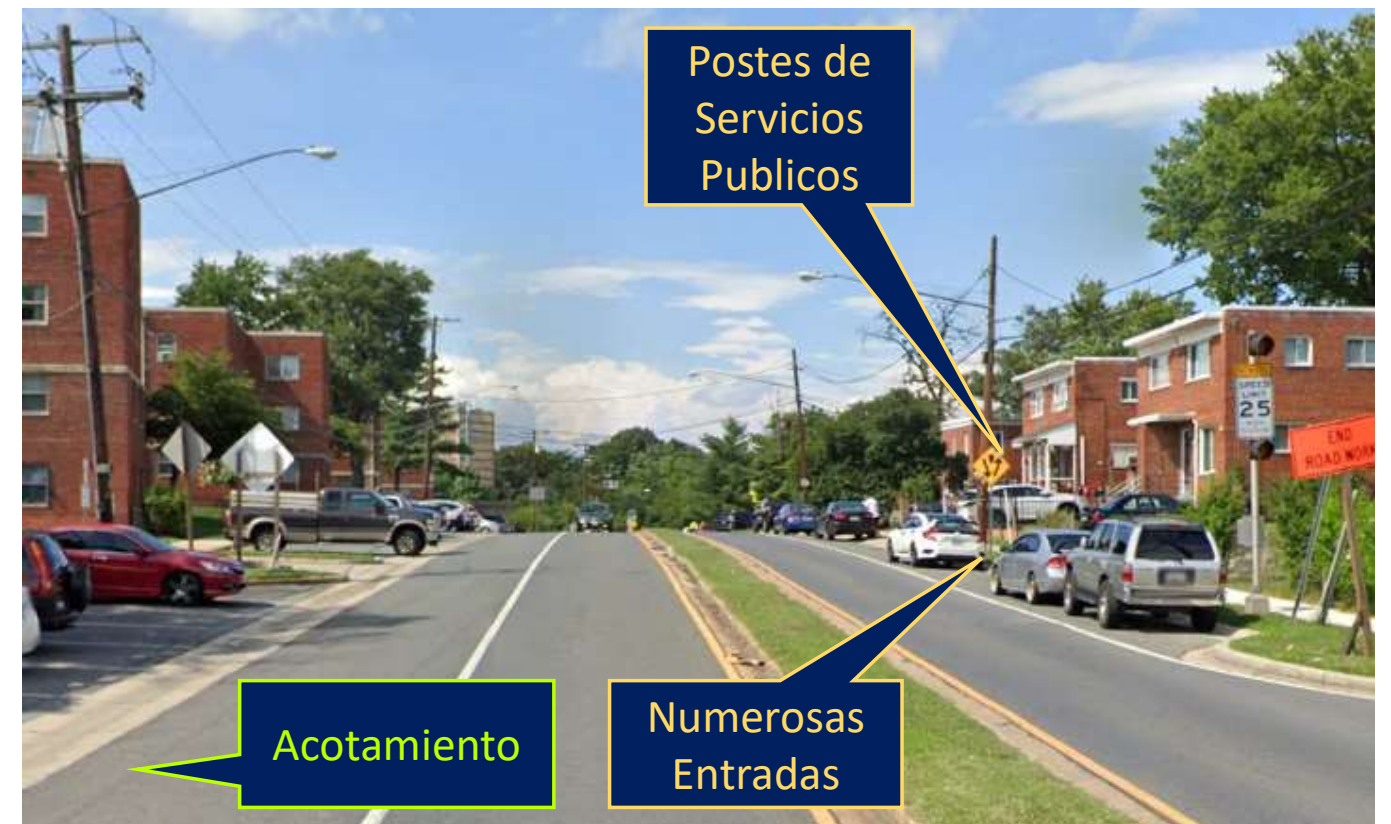 Postes de
Servicios
Publicos
SPEED
LIMIT
25
END
ROAD WORK
Acotamiento
Numerosas
Entradas